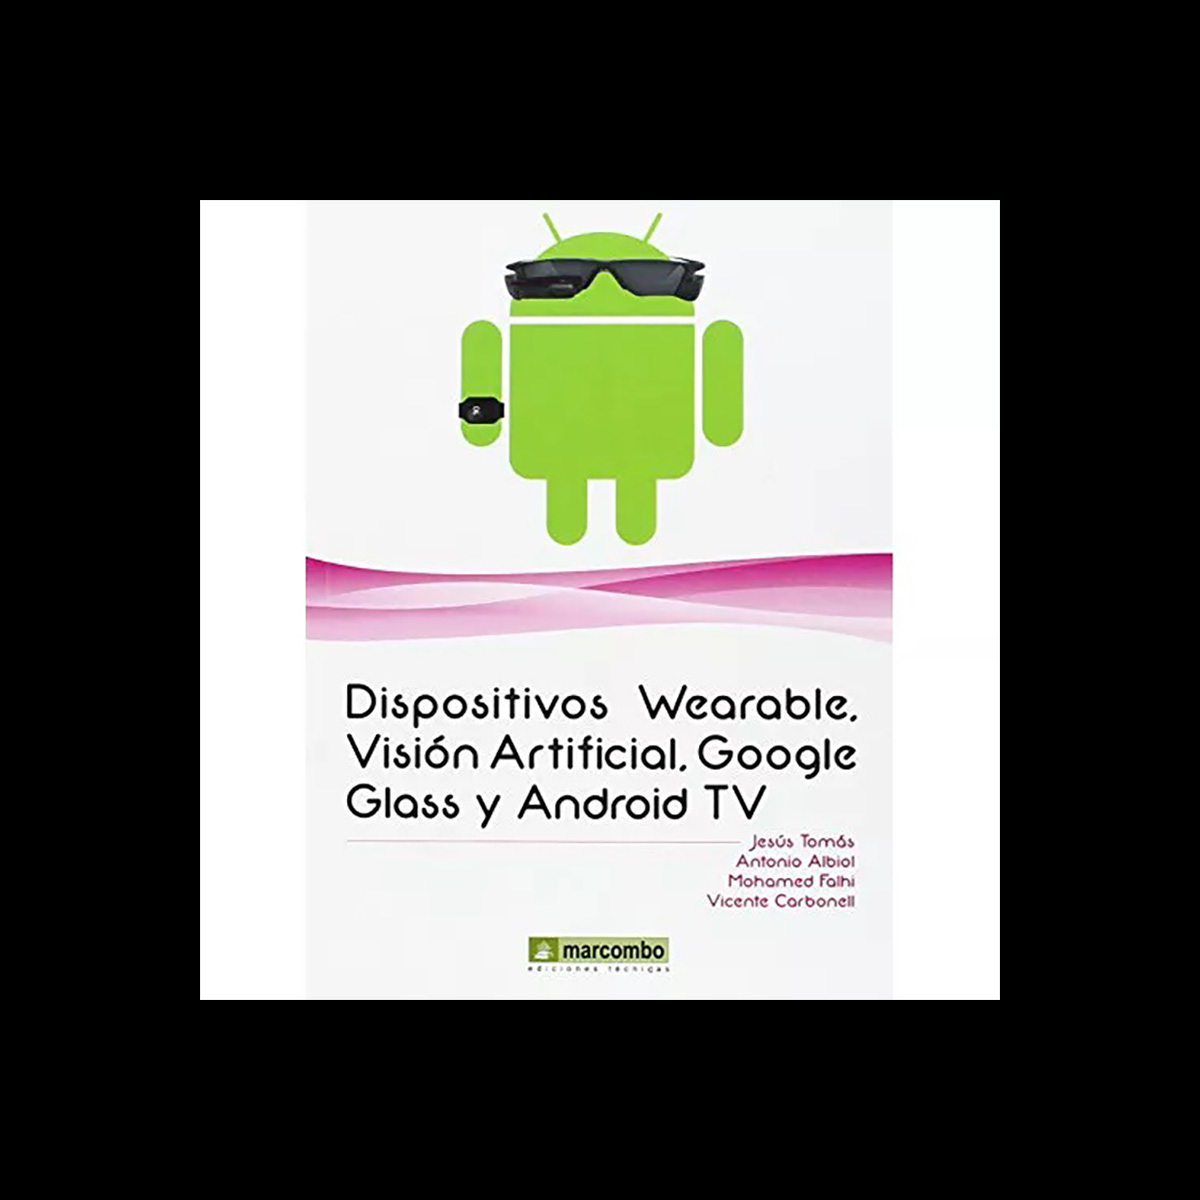 Dispositivos Wearable,
Visión Artificial, Google
Glass y Android TV
Jesús Tomás
Antonio Albiol
Mohamed Falhi
Vicente Carbonell
marcombo
ediciones técnicas